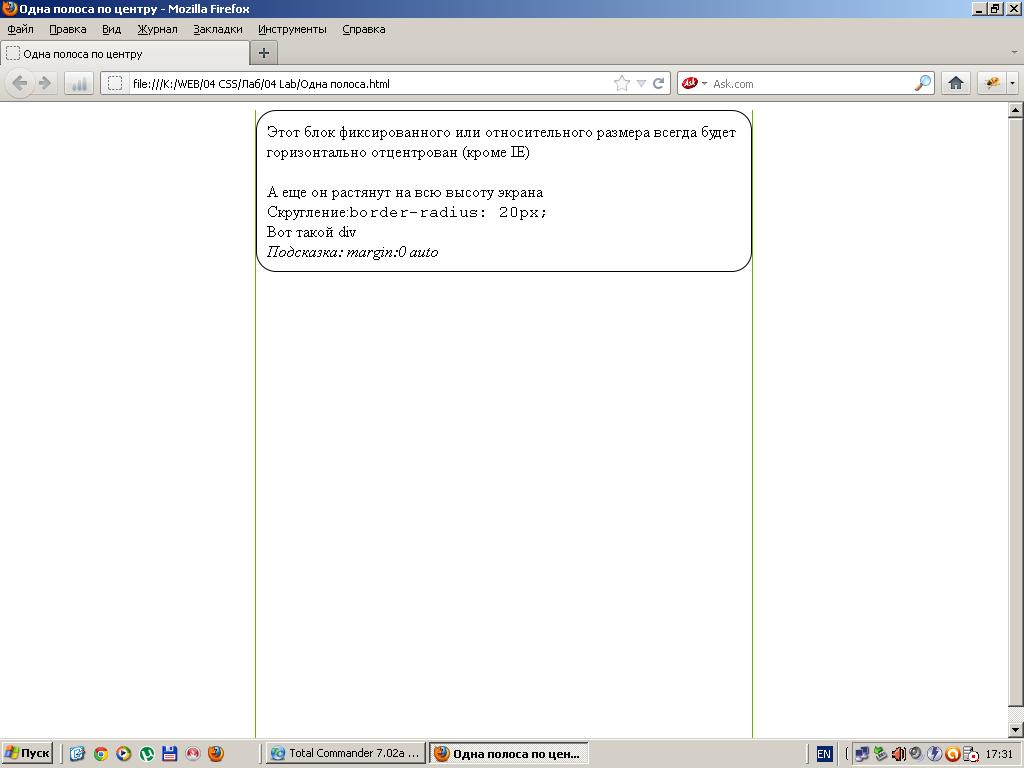 Одна полоса по центру - Mozilla Firefox
Файл Правка Вид Журнал Закладки Инструменты Справка
Одна полоса по центру
file:///K:/WEB/04 CSS/Лаб/04 Lab/Одна полоса.html
Ask Ask.com
Этот блок фиксированного или относительного размера всегда будет
горизонтально отцентрован (кроме IE)
А еще он растянут на всю высоту экрана
Скругление:border-radius: 20px;
Вот такой div
Подсказка: margin:0 auto
Пуск Total Commander 7.02a ... Одна полоса по цен... EN 17:31